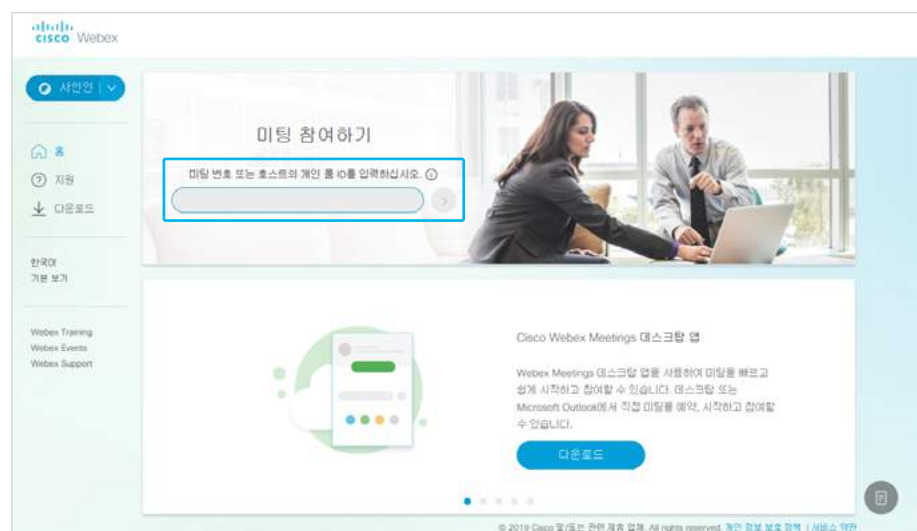 CISCO Webex
사인인
홈
지원
다운로드
한국어
기본 보기
Webex Training
Webex Events
Webex Support
미팅 참여하기
미팅 번호 또는 호스트의 개인 룸 ID를 입력하십시오.
Cisco Webex Meetings 데스크탑 앱
Webex Meetings 데스크탑 앱을 사용하여 미팅을 빠르고
쉽게 시작하고 참여할 수 있습니다. 데스크탑 또는
Microsoft Outlook에서 직접 미팅을 예약, 시작하고 참여할
수 있습니다.
다운로드
© 2019 Cisco 및/또는 관련 제휴 업체. All rights reserved. 개인 정보 보호 정책 | 서비스 약관